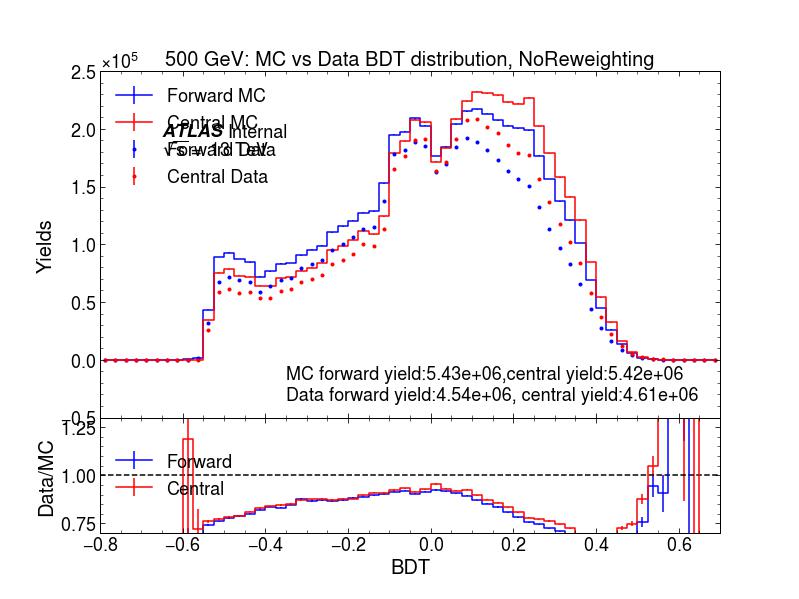 500 GeV: MC vs Data BDT distribution, NoReweighting
×10⁵
2.5
2.0
1.5
1.0
0.5
0.0
0.5
Yields
Forward MC
Central MC
ATLAS Internal
√s = 13 TeV
Forward Data
Central Data
MC forward yield:5.43e+06,central yield:5.42e+06
Data forward yield:4.54e+06, central yield:4.61e+06
1.25
1.00
0.75
Data/MC
Forward
Central
−0.8 −0.6 −0.4 −0.2 0.0 0.2 0.4 0.6
BDT